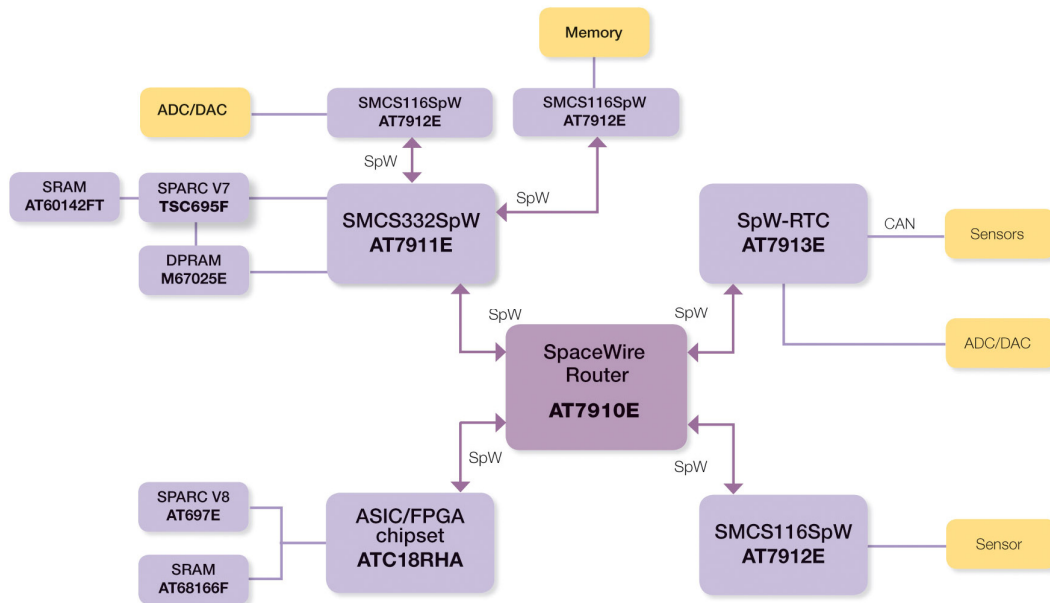 Memory
ADC/DAC
SMCS116SpW
AT7912E
SMCS116SpW
AT7912E
SpW
SpW
SRAM
AT60142FT
SPARC V7
TSC695F
SMCS332SpW
AT7911E
DPRAM
M67025E
SpW-RTC
AT7913E
CAN
Sensors
SpW
SpW
ADC/DAC
SpaceWire
Router
AT7910E
SpW
SpW
SPARC V8
AT697E
SRAM
AT68166F
ASIC/FPGA
chipset
ATC18RHA
SMCS116SpW
AT7912E
Sensor